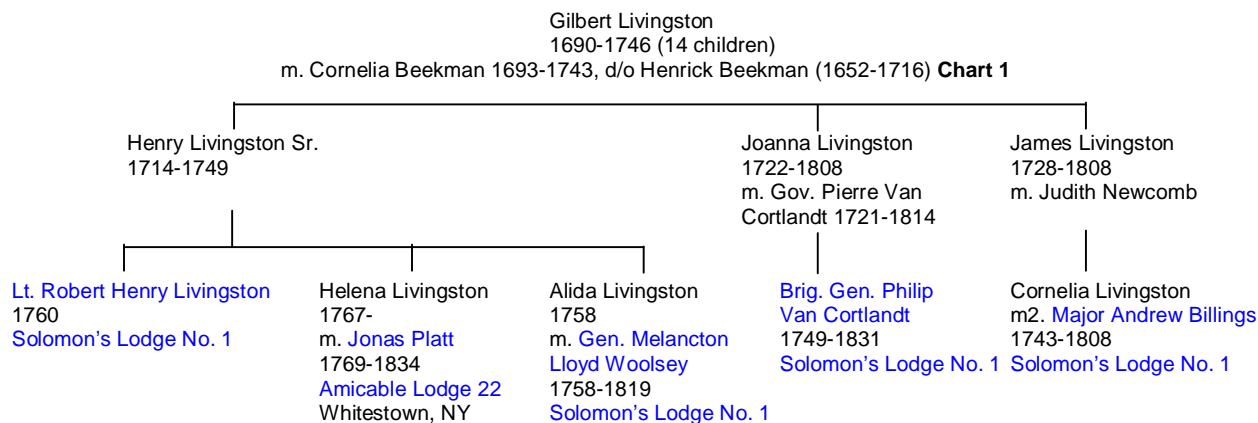 Gilbert Livingston
1690-1746 (14 children)
m. Cornelia Beekman 1693-1743, d/o Henrick Beekman (1652-1716) Chart 1
Henry Livingston Sr.
1714-1749
Joanna Livingston
1722-1808
m. Gov. Pierre Van
Cortlandt 1721-1814
James Livingston
1728-1808
m. Judith Newcomb
Lt. Robert Henry Livingston
1760
Solomon's Lodge No. 1
Helena Livingston
1767-
m. Jonas Platt
1769-1834
Amicable Lodge 22
Whitestown, NY
Alida Livingston
1758
m. Gen. Melancton
Lloyd Woolsey
1758-1819
Solomon's Lodge No. 1
Brig. Gen. Philip
Van Cortlandt
1749-1831
Solomon's Lodge No. 1
Cornelia Livingston
m2. Major Andrew Billings
1743-1808
Solomon's Lodge No. 1